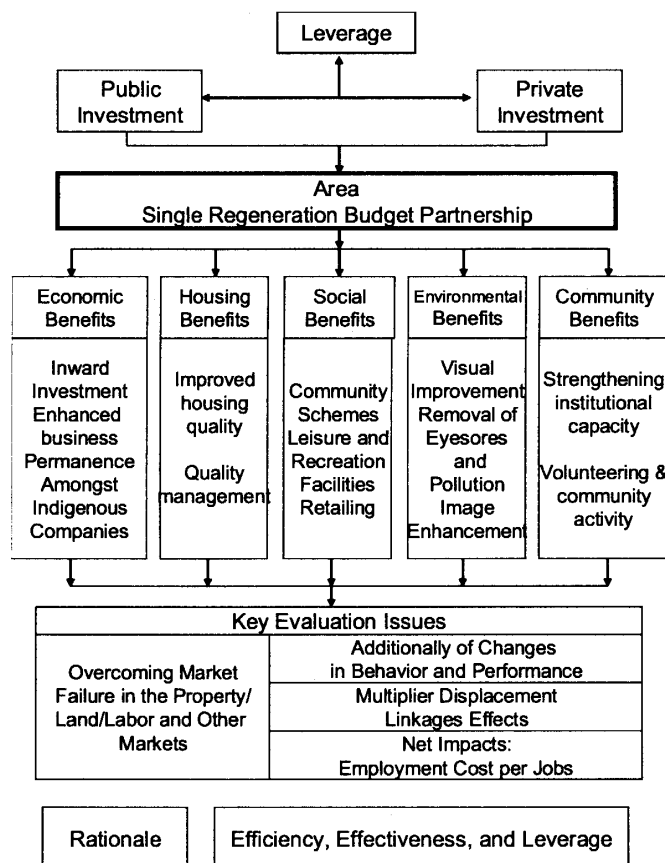 Leverage
Public
Investment
Private
Investment
Area
Single Regeneration Budget Partnership
Economic
Benefits
Inward
Investment
Enhanced
business
Permanence
Amongst
Indigenous
Companies
Housing
Benefits
Improved
housing
quality
Quality
management
Social
Benefits
Community
Schemes
Leisure and
Recreation
Facilities
Retailing
Environmental
Benefits
Visual
Improvement
Removal of
Eyesores
and
Pollution
Image
Enhancement
Community
Benefits
Strengthening
institutional
capacity
Volunteering &
community
activity
Key Evaluation Issues
Overcoming Market
Failure in the Property/
Land/Labor and Other
Markets
Additionally of Changes
in Behavior and Performance
Multiplier Displacement
Linkages Effects
Net Impacts:
Employment Cost per Jobs
Rationale
Efficiency, Effectiveness, and Leverage